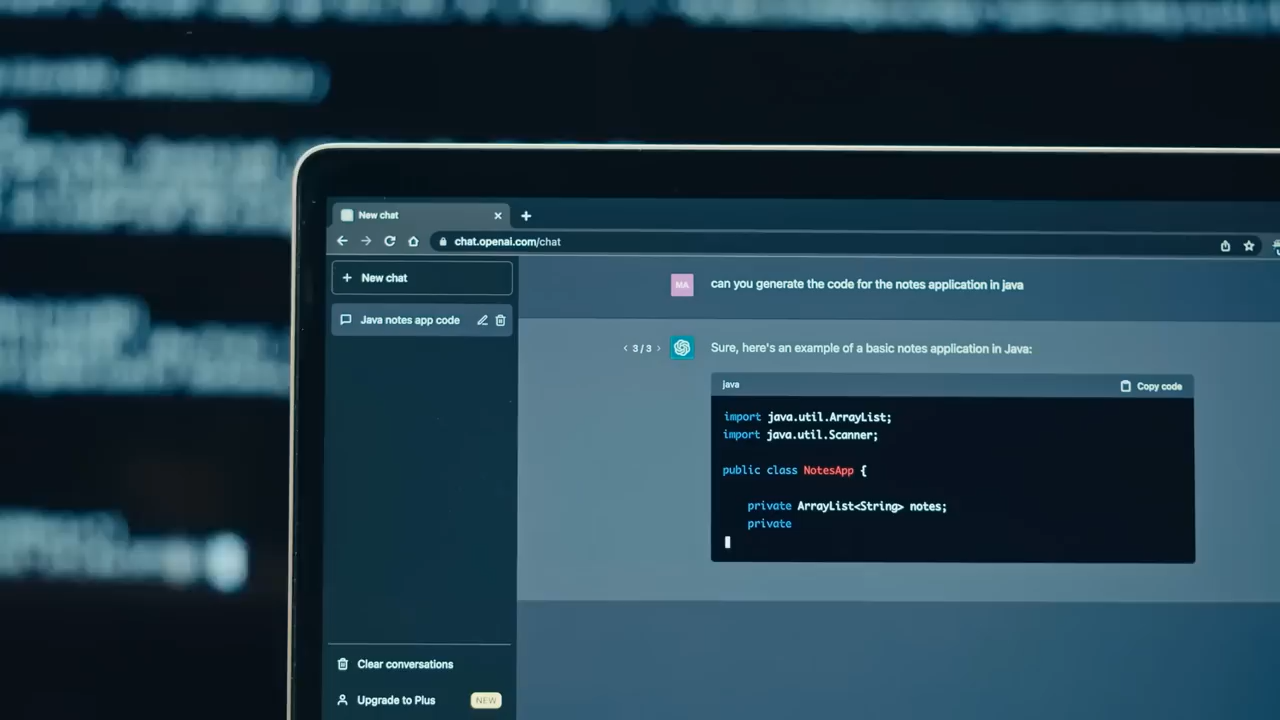 New chat
chat.openai.com/chat
New chat
Java notes app code
Clear conversations
Upgrade to Plus NEW
MA can you generate the code for the notes application in java
3/3 Sure, here's an example of a basic notes application in Java:
java Copy code
import java.util.ArrayList;
import java.util.Scanner;
public class NotesApp {
private ArrayList<String> notes;
private